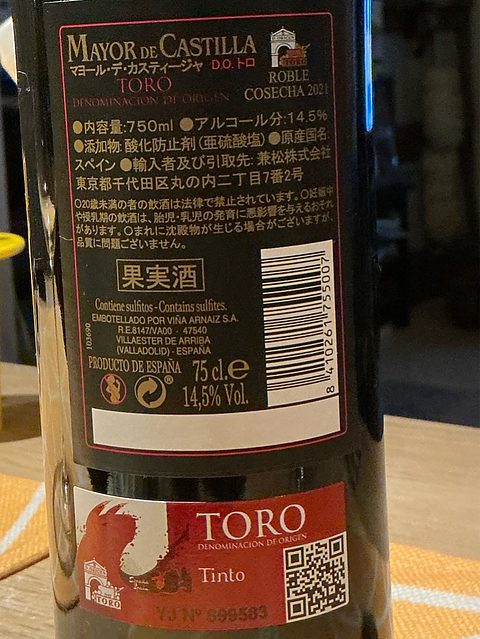 MAYOR DE CASTILLA
マヨール・デ・カスティージャ D.O.トロ
TORO
DENOMINACIÓN DE ORIGEN
TORO
ROBLE
COSECHA 2021
●内容量:750ml ●アルコール分:14.5%
●添加物:酸化防止剤(亜硫酸塩) ●原産国名:
スペイン ●輸入者及び引取先:兼松株式会社
東京都千代田区丸の内二丁目7番2号
○20歳未満の者の飲酒は法律で禁止されています。○妊娠中
や授乳期の飲酒は、胎児・乳児の発育に悪影響を与えるおそれ
があります。○まれに沈殿物が生じる場合がございますが、
品質に問題ございません。
果実酒
Contiene sulfitos - Contains sulfites.
EMBOTELLADO POR VIÑA ARNAIZ S.A.
R.E.8147/VA00 - 47540
VILLAESTER DE ARRIBA
(VALLADOLID) - ESPAÑA
PRODUCTO DE ESPAÑA
75 cl.e
14,5% Vol.
103690
8 410261 755007
TORO
DENOMINACIÓN DE ORIGEN
Tinto
TORO
YJ Nº 699583